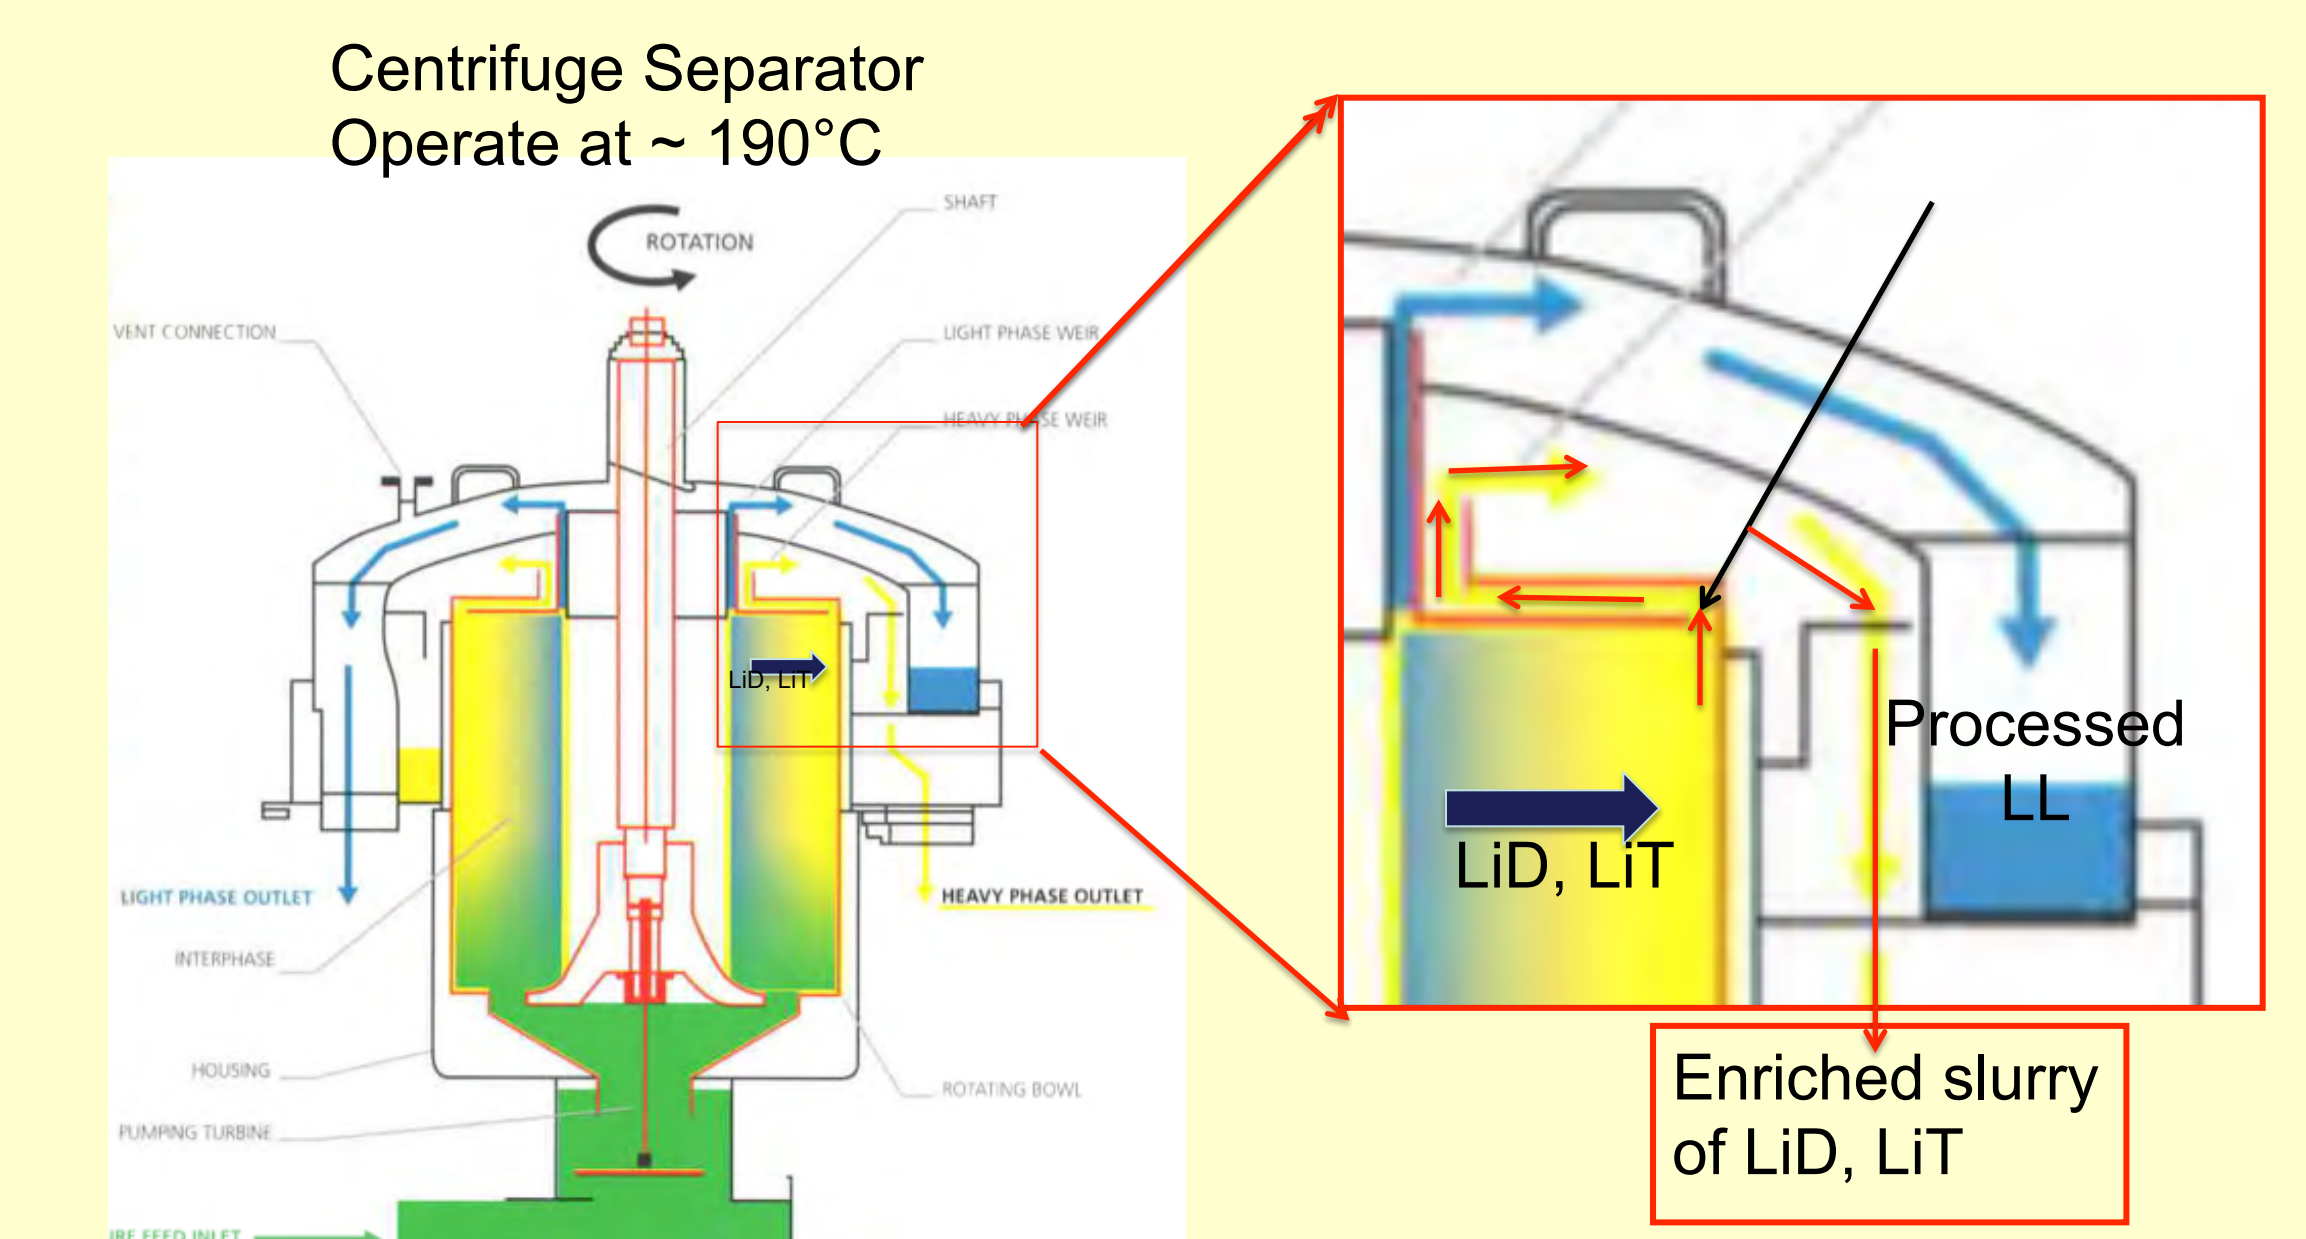 Centrifuge Separator
Operate at ~ 190°C
ROTATION
SHAFT
VENT CONNECTION
LIGHT PHASE WEIR
HEAVY PHASE WEIR
LiD, LiT
LIGHT PHASE OUTLET
HEAVY PHASE OUTLET
INTERPHASE
HOUSING
ROTATING BOWL
PUMPING TURBINE
FEED INLET
Processed
LL
LiD, LiT
Enriched slurry
of LiD, LiT